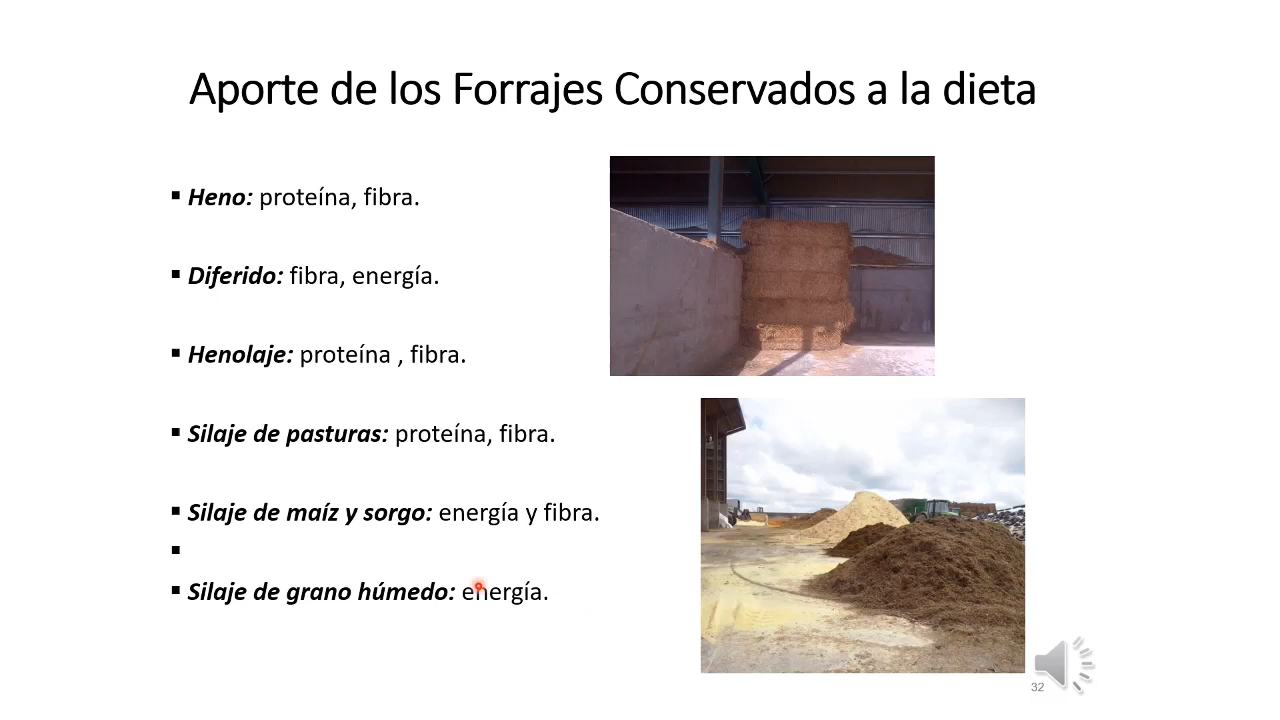 Aporte de los Forrajes Conservados a la dieta
▪ Heno: proteína, fibra.
▪ Diferido: fibra, energía.
▪ Henolaje: proteína , fibra.
▪ Silaje de pasturas: proteína, fibra.
▪ Silaje de maíz y sorgo: energía y fibra.
▪
▪ Silaje de grano húmedo: energía.
32